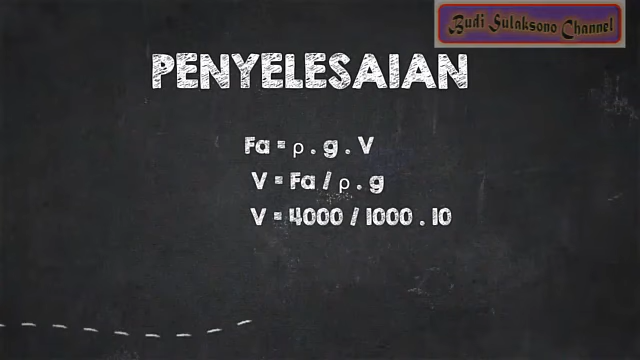 Budi Sulaksono Channel
PENYELESAIAN
Fa = ρ . g . V
V = Fa / ρ . g
V = 4000 / 1000 . 10